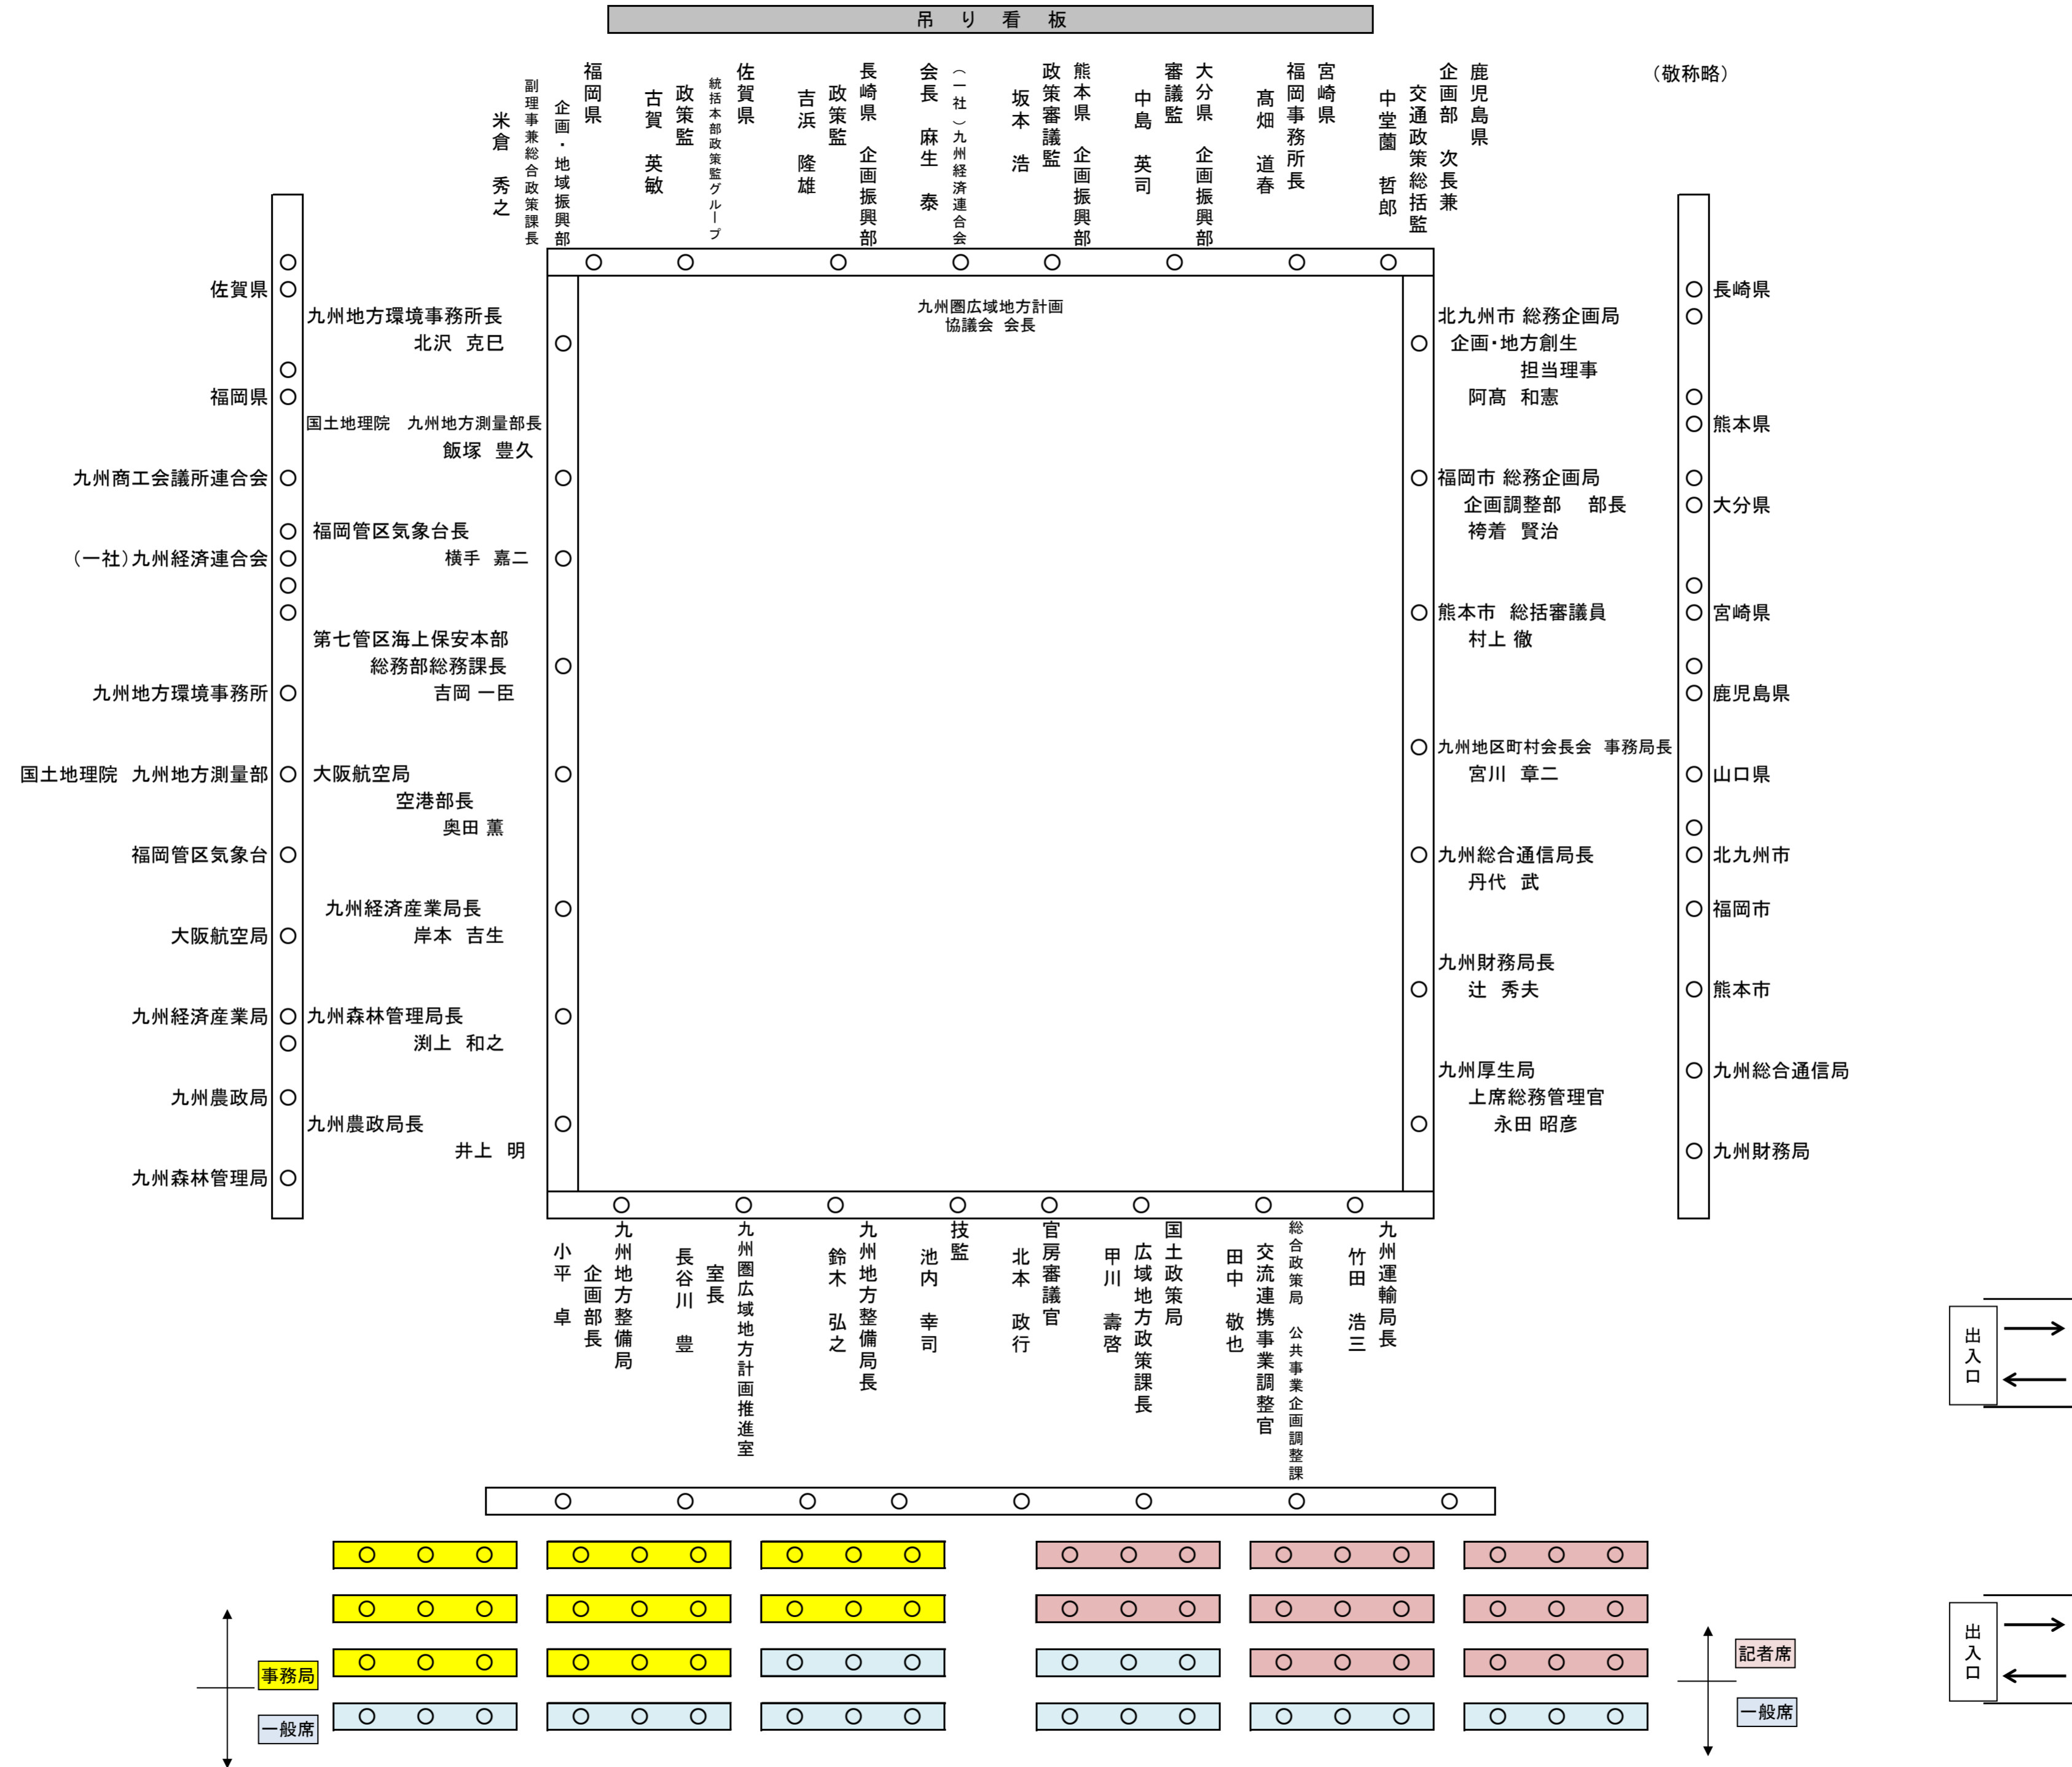 吊り看板
（敬称略）
福岡県
企画・地域振興部
副理事兼総合政策課長
米倉 秀之
佐賀県
統括本部政策監グループ
政策監
古賀 英敏
長崎県 企画振興部
政策監
吉浜 隆雄
（一社）九州経済連合会
会長 麻生 泰
熊本県 企画振興部
政策審議監
坂本 浩
大分県 企画振興部
審議監
中島 英司
宮崎県
福岡事務所長
髙畑 道春
鹿児島県
企画部 次長兼
交通政策総括監
中堂薗 哲郎
九州圏広域地方計画
協議会 会長
佐賀県
福岡県
九州商工会議所連合会
（一社）九州経済連合会
九州地方環境事務所
国土地理院 九州地方測量部
福岡管区気象台
大阪航空局
九州経済産業局
九州農政局
九州森林管理局
九州地方環境事務所長
北沢 克巳
国土地理院 九州地方測量部長
飯塚 豊久
福岡管区気象台長
横手 嘉二
第七管区海上保安本部
総務部総務課長
吉岡 一臣
大阪航空局
空港部長
奥田 薫
九州経済産業局長
岸本 吉生
九州森林管理局長
渕上 和之
九州農政局長
井上 明
北九州市 総務企画局
企画・地方創生
担当理事
阿髙 和憲
福岡市 総務企画局
企画調整部 部長
袴着 賢治
熊本市 総括審議員
村上 徹
九州地区町村会長会 事務局長
宮川 章二
九州総合通信局長
丹代 武
九州財務局長
辻 秀夫
九州厚生局
上席総務管理官
永田 昭彦
長崎県
熊本県
大分県
宮崎県
鹿児島県
山口県
北九州市
福岡市
熊本市
九州総合通信局
九州財務局
九州地方整備局
企画部長
小平 卓
九州圏広域地方計画推進室
室長
長谷川 豊
九州地方整備局長
鈴木 弘之
技監
池内 幸司
官房審議官
北本 政行
国土政策局
広域地方政策課長
甲川 壽啓
総合政策局 公共事業企画調整課
交流連携事業調整官
田中 敬也
九州運輸局長
竹田 浩三
出入口
出入口
事務局
一般席
記者席
一般席